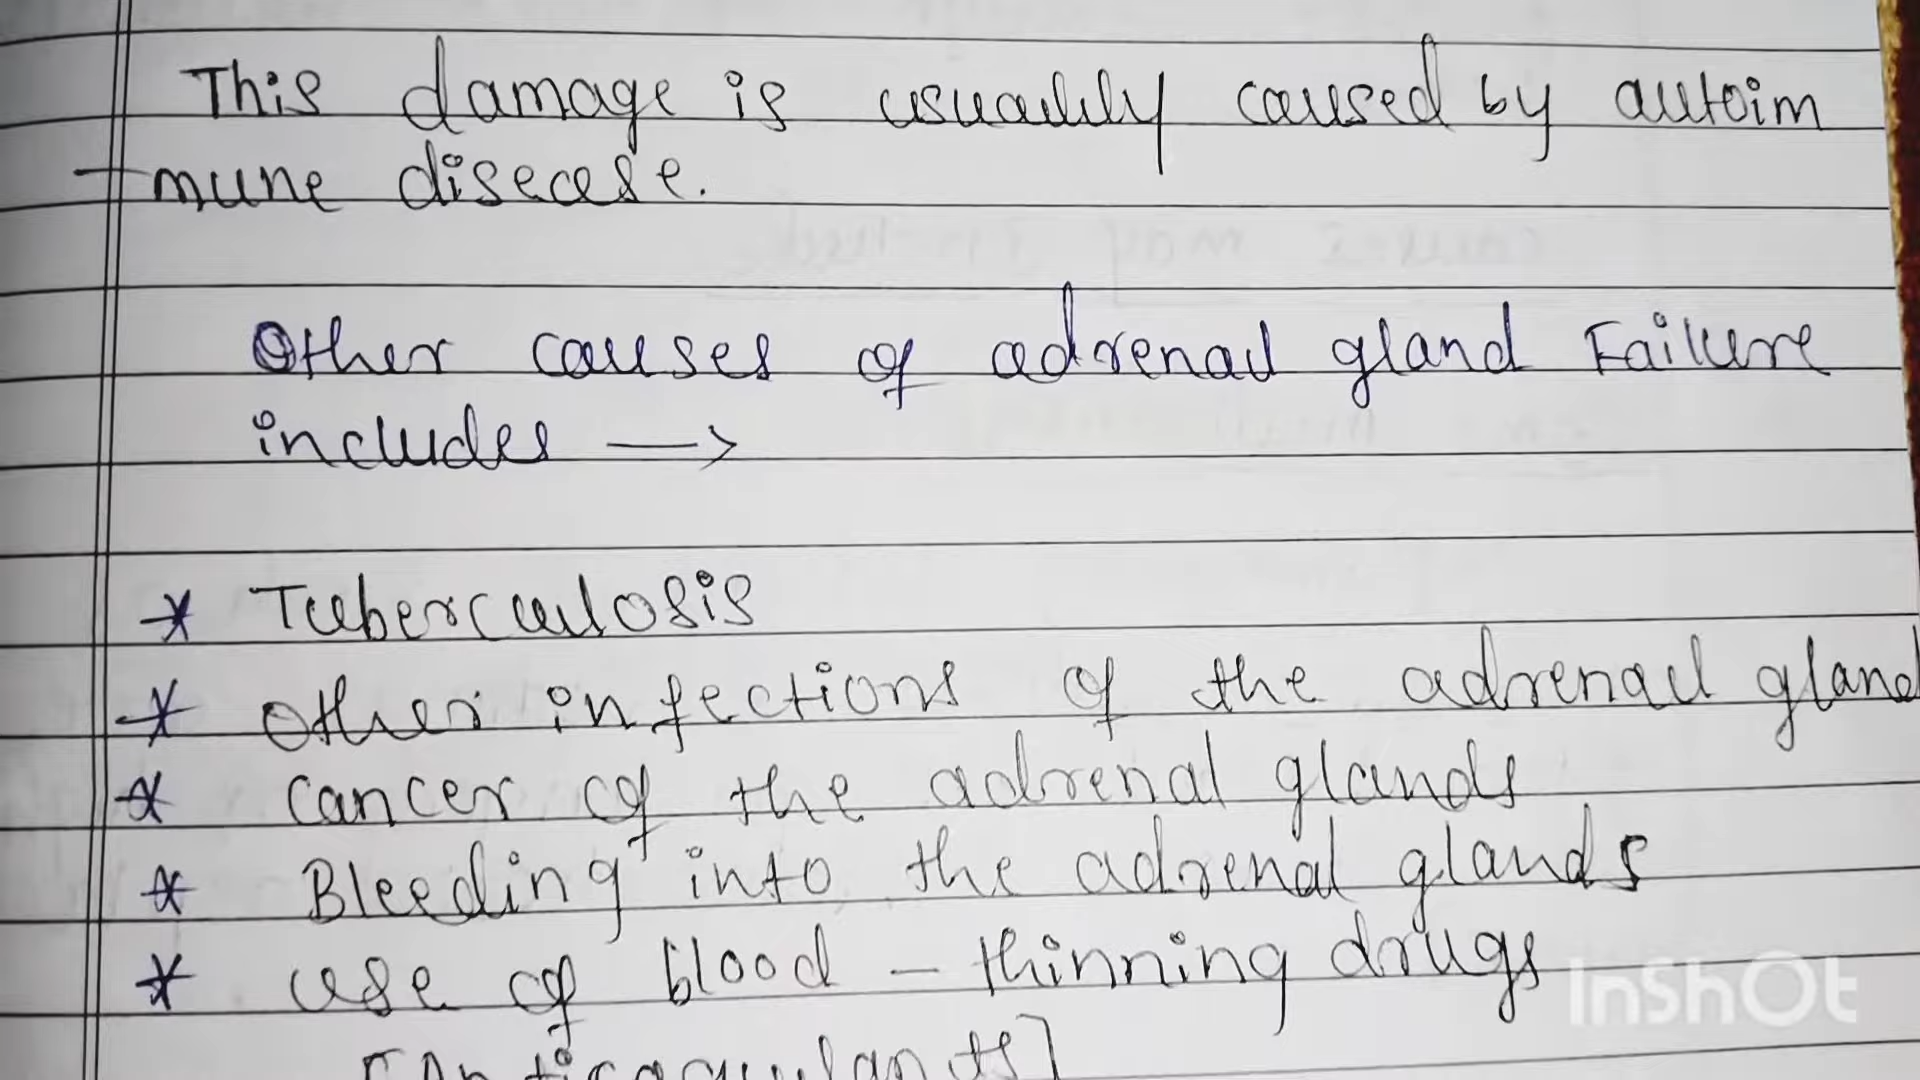 This damage is usually caused by autoim
-mune disease.
Other causes of adrenal gland Failure
includes →
* Tuberculosis
* other infections of the adrenal gland
* cancer of the adrenal glands
* Bleeding into the adrenal glands
* use of blood - thinning drugs
[Anticoagulants]
InShOt